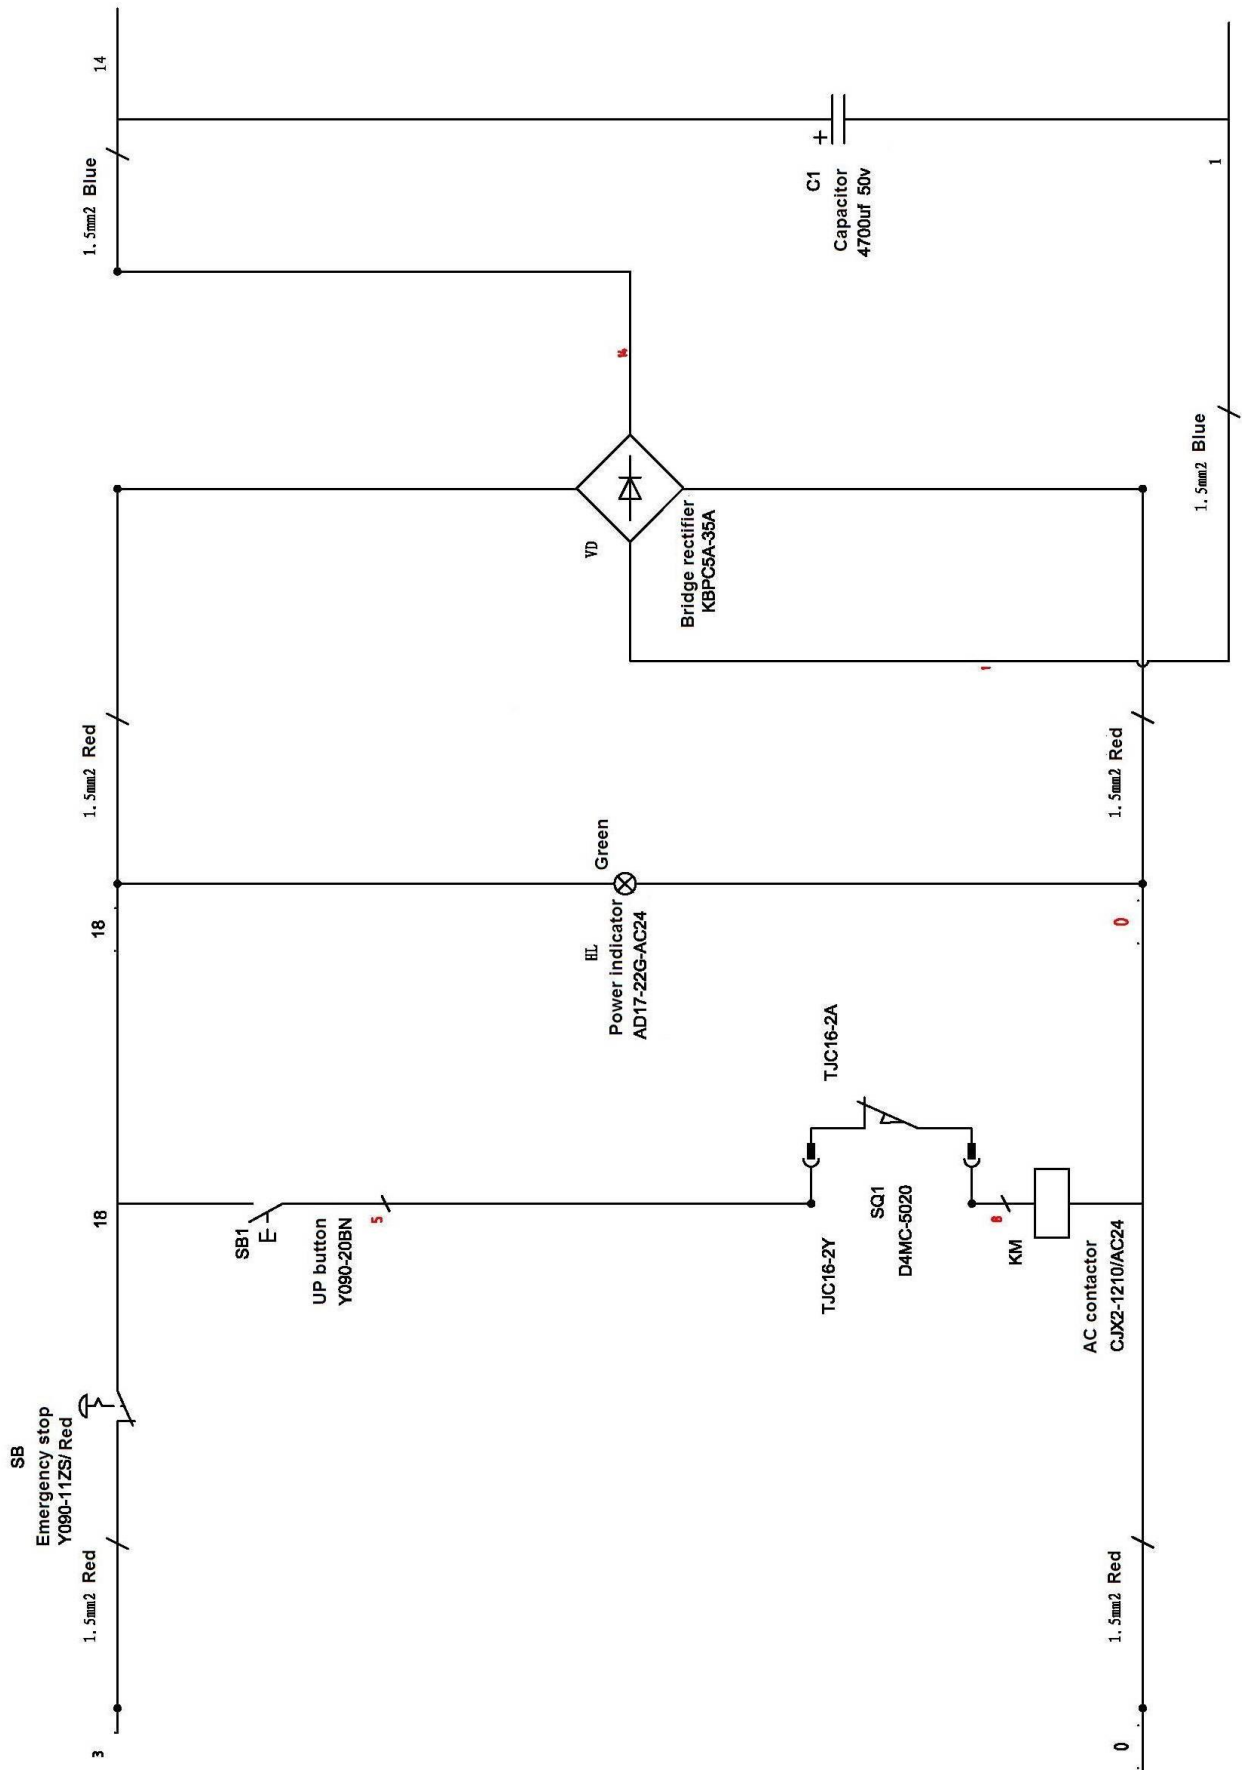 3
1.5mm2 Red
SB
Emergency stop
Y090-11ZS/Red
18
SB1
UP button
Y090-20BN
5
TJC16-2Y
SQ1
D4MC-5020
TJC16-2A
8
KM
AC contactor
CJX2-1210/AC24
0
1.5mm2 Red
18
HL
Power indicator
AD17-22G-AC24
Green
0
1.5mm2 Red
1.5mm2 Red
VD
Bridge rectifier
KBPC5A-35A
1
14
1.5mm2 Blue
1.5mm2 Blue
14
C1
Capacitor
4700uf 50v
+
1